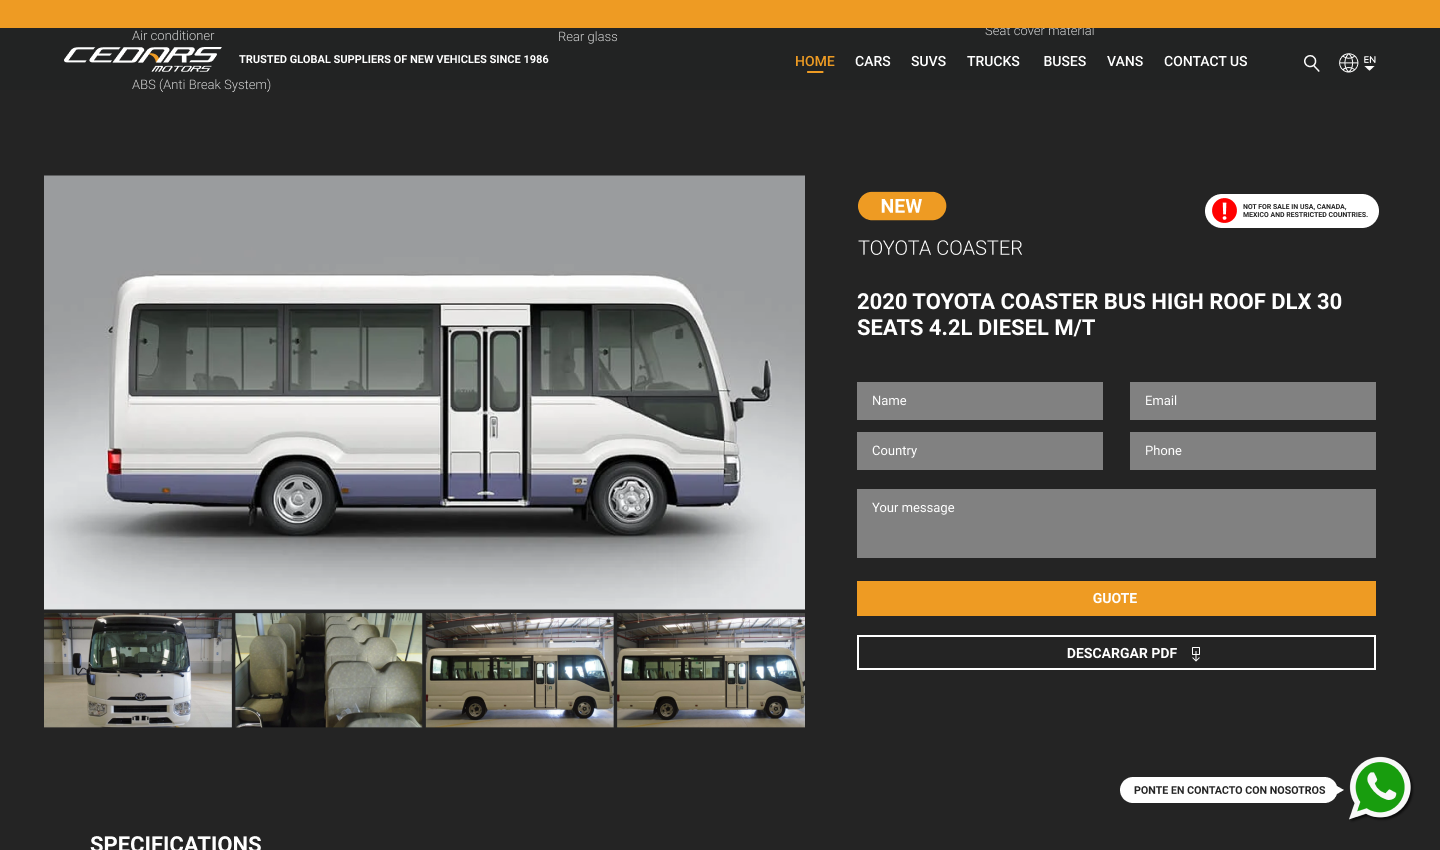 Air conditioner
Rear glass
Seat cover material
CEDARS
MOTORS
TRUSTED GLOBAL SUPPLIERS OF NEW VEHICLES SINCE 1986
HOME CARS SUVS TRUCKS BUSES VANS CONTACT US
EN
ABS (Anti Break System)
NEW
NOT FOR SALE IN USA, CANADA,
MEXICO AND RESTRICTED COUNTRIES.
TOYOTA COASTER
2020 TOYOTA COASTER BUS HIGH ROOF DLX 30
SEATS 4.2L DIESEL M/T
Name
Email
Country
Phone
Your message
GUOTE
DESCARGAR PDF
PONTE EN CONTACTO CON NOSOTROS
SPECIFICATIONS